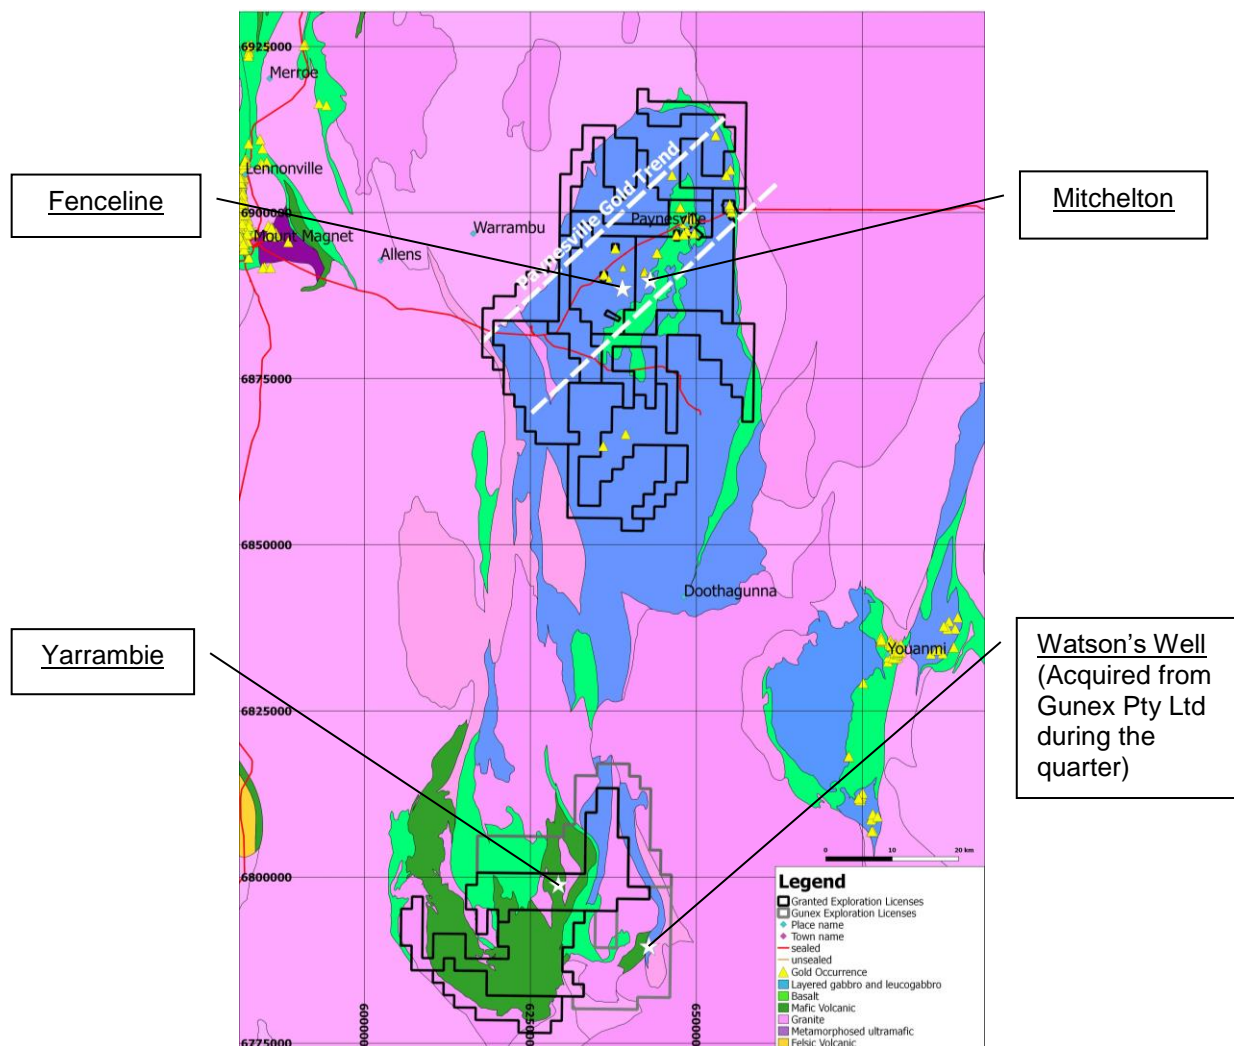 6925000
Merroe
Lennonville
Fenceline
Mitchelton
6900000
Mount Magnet
Warrambu
Allens
Paynesville
Paynesville Gold Trend
6875000
6850000
Doothagunna
Yarrambie
Watson's Well
(Acquired from
Gunex Pty Ltd
during the
quarter)
Youanmi
6825000
6800000
0 10 20 km
Legend
Granted Exploration Licenses
Gunex Exploration Licenses
Place name
Town name
sealed
unsealed
Gold Occurrence
Layered gabbro and leucogabbro
Basalt
Mafic Volcanic
Granite
Metamorphosed ultramafic
Felsic Volcanic
600000
625000
650000
6775000